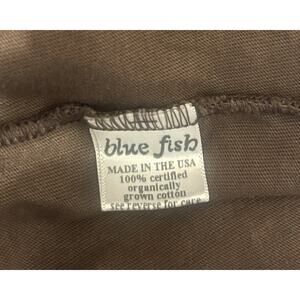 blue fish
MADE IN THE USA
100% certified
organically
grown cotton
see reverse for care